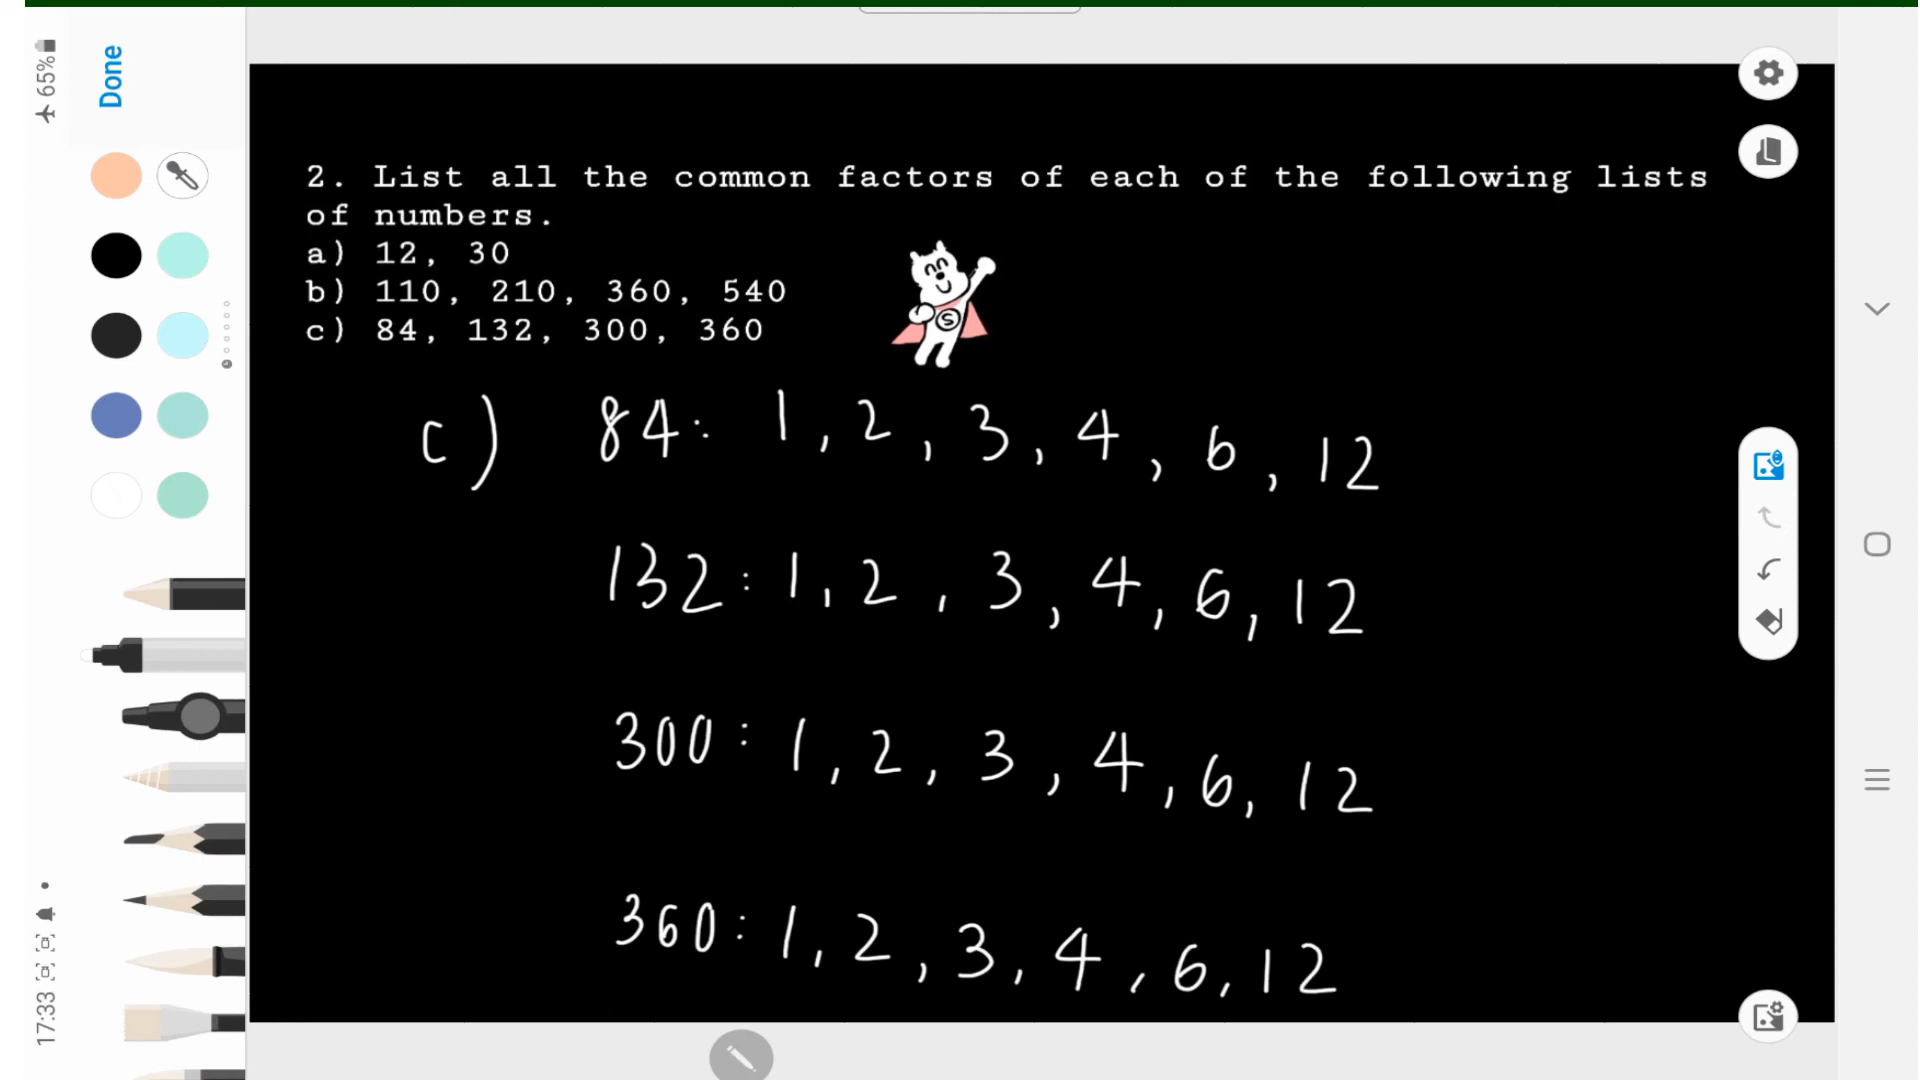 65%
Done
2. List all the common factors of each of the following lists
of numbers.
a) 12, 30
b) 110, 210, 360, 540
c) 84, 132, 300, 360
S
c) 84: 1, 2, 3, 4, 6, 12
132: 1, 2, 3, 4, 6, 12
300: 1, 2, 3, 4, 6, 12
360: 1, 2, 3, 4, 6, 12
17:33